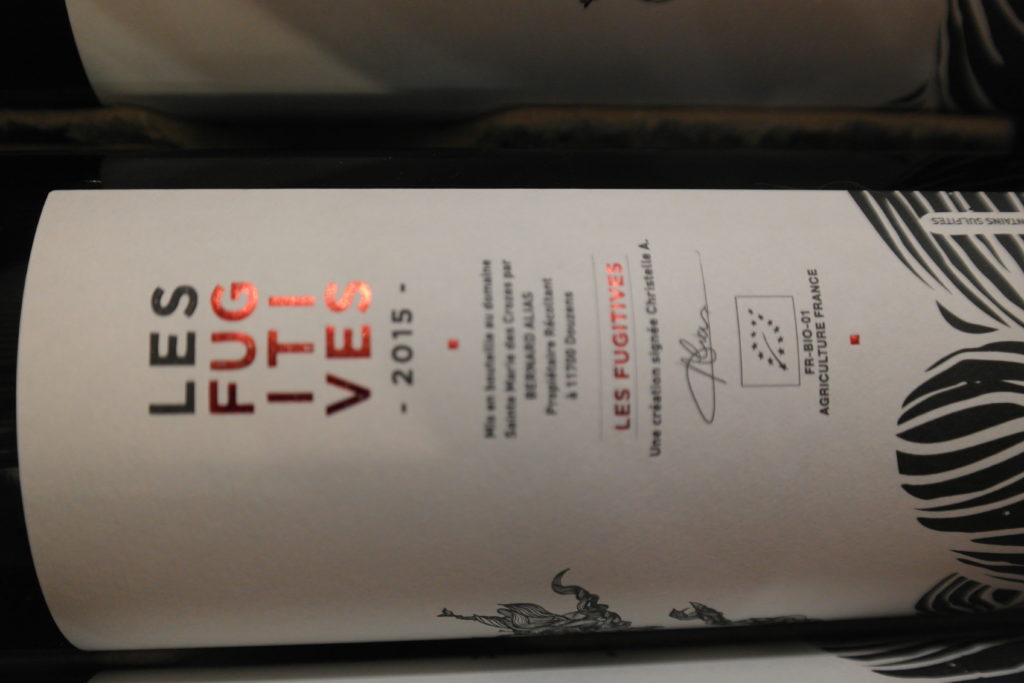 LES
FUG
ITI
VES
- 2015 -
Mis en bouteille au domaine
Sainte Marie des Crozes par
BERNARD ALIAS
Propriétaire Récoltant
à 11700 Douzens
LES FUGITIVES
Une création signée Christelle A.
FR-BIO-01
AGRICULTURE FRANCE
SULFITES